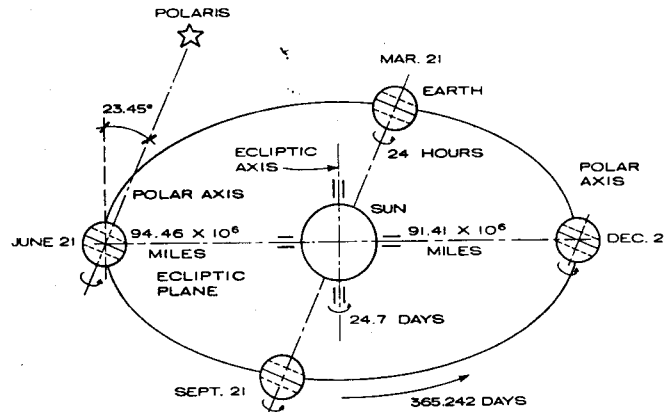 POLARIS
MAR. 21
EARTH
23.45°
24 HOURS
ECLIPTIC
AXIS
POLAR
AXIS
POLAR AXIS
SUN
JUNE 21
94.46 X 10⁶
MILES
91.41 X 10⁶
MILES
DEC. 2
ECLIPTIC
PLANE
24.7 DAYS
SEPT. 21
365.242 DAYS